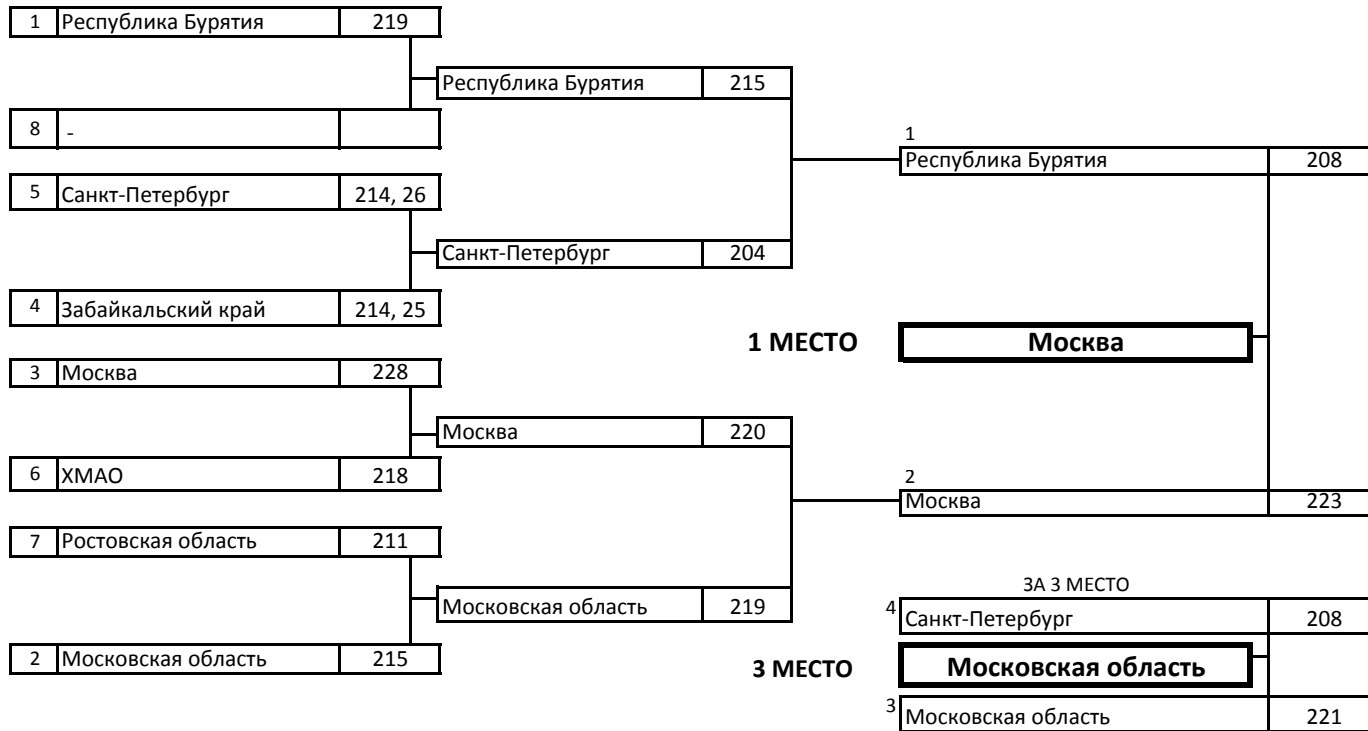 1 Республика Бурятия 219
Республика Бурятия 215
8 -
1
Республика Бурятия 208
5 Санкт-Петербург 214, 26
Санкт-Петербург 204
4 Забайкальский край 214, 25
1 МЕСТО Москва
3 Москва 228
Москва 220
6 ХМАО 218
2
Москва 223
7 Ростовская область 211
ЗА 3 МЕСТО
Московская область 219
4 Санкт-Петербург 208
2 Московская область 215
3 МЕСТО Московская область
3 Московская область 221